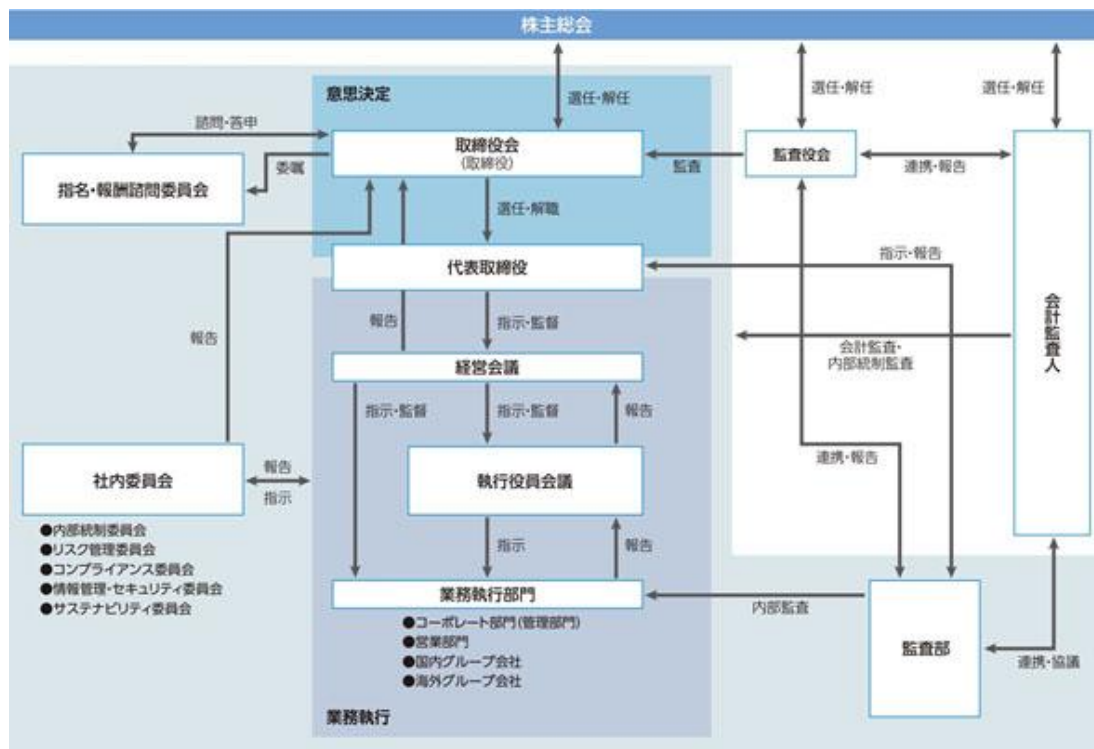 株主総会
意思決定
選任・解任
選任・解任
選任・解任
諮問・答申
取締役会
(取締役)
監査役会
委嘱
監査
連携・報告
指名・報酬諮問委員会
選任・解職
代表取締役
指示・報告
会計監査人
報告
報告
指示・監督
会計監査・
内部統制監査
経営会議
指示・監督
指示・監督
報告
社内委員会
報告
指示
執行役員会議
連携・報告
●内部統制委員会
●リスク管理委員会
●コンプライアンス委員会
●情報管理・セキュリティ委員会
●サステナビリティ委員会
指示
報告
業務執行部門
内部監査
●コーポレート部門(管理部門)
●営業部門
●国内グループ会社
●海外グループ会社
監査部
連携・協議
業務執行